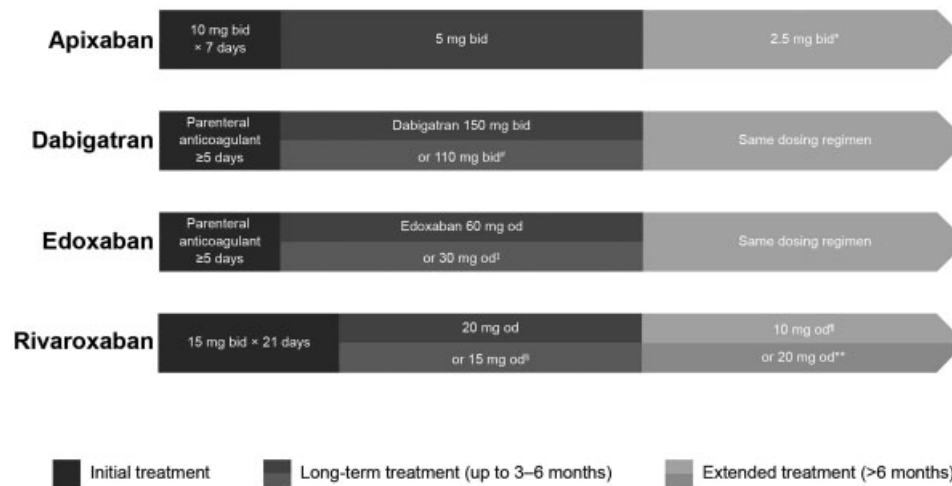 Apixaban
10 mg bid
× 7 days
5 mg bid
2.5 mg bid*
Dabigatran
Parenteral
anticoagulant
≥5 days
Dabigatran 150 mg bid
or 110 mg bid#
Same dosing regimen
Edoxaban
Parenteral
anticoagulant
≥5 days
Edoxaban 60 mg od
or 30 mg od‡
Same dosing regimen
Rivaroxaban
15 mg bid × 21 days
20 mg od
or 15 mg od§
10 mg od¶
or 20 mg od**
Initial treatment
Long-term treatment (up to 3–6 months)
Extended treatment (>6 months)